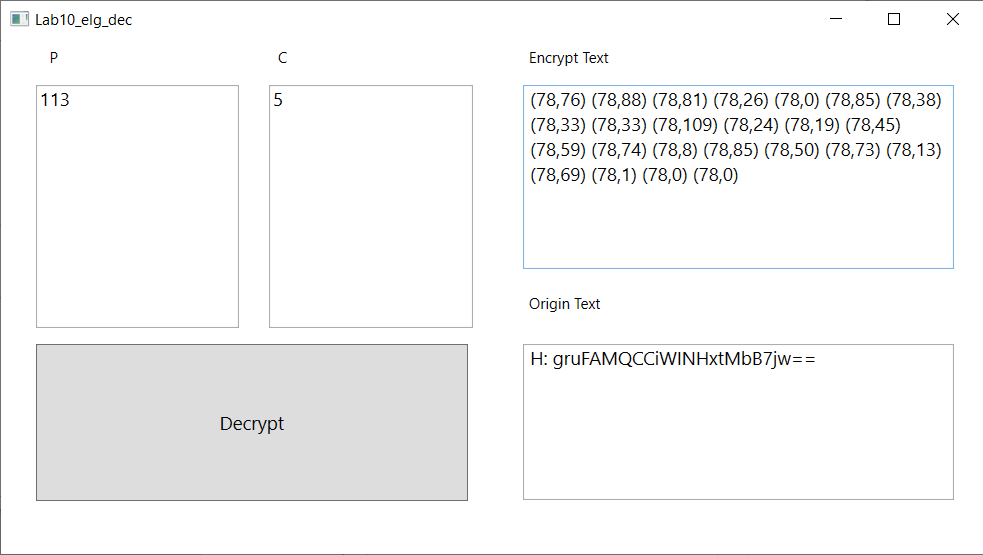 Lab10_elg_dec
P
C
Encrypt Text
113
5
(78,76) (78,88) (78,81) (78,26) (78,0) (78,85) (78,38)
(78,33) (78,33) (78,109) (78,24) (78,19) (78,45)
(78,59) (78,74) (78,8) (78,85) (78,50) (78,73) (78,13)
(78,69) (78,1) (78,0) (78,0)
Origin Text
H: gruFAMQCCiWINHxtMbB7jw==
Decrypt